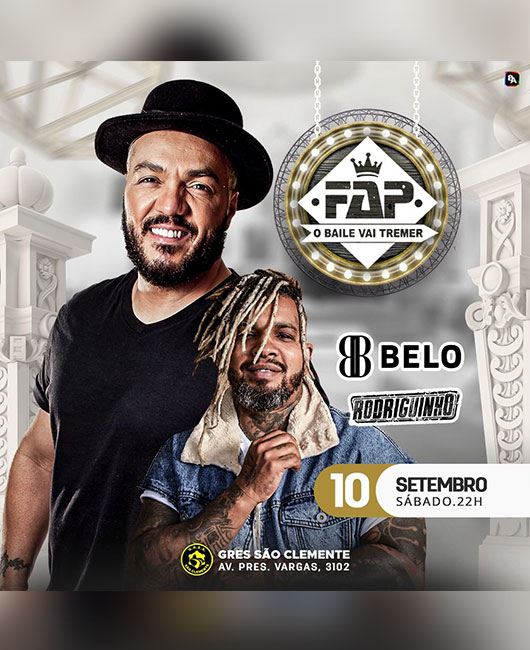 FAP
O BAILE VAI TREMER
BELO
RODRIGUINHO
10
SETEMBRO
SÁBADO.22H
GRES SÃO CLEMENTE
AV. PRES. VARGAS, 3102